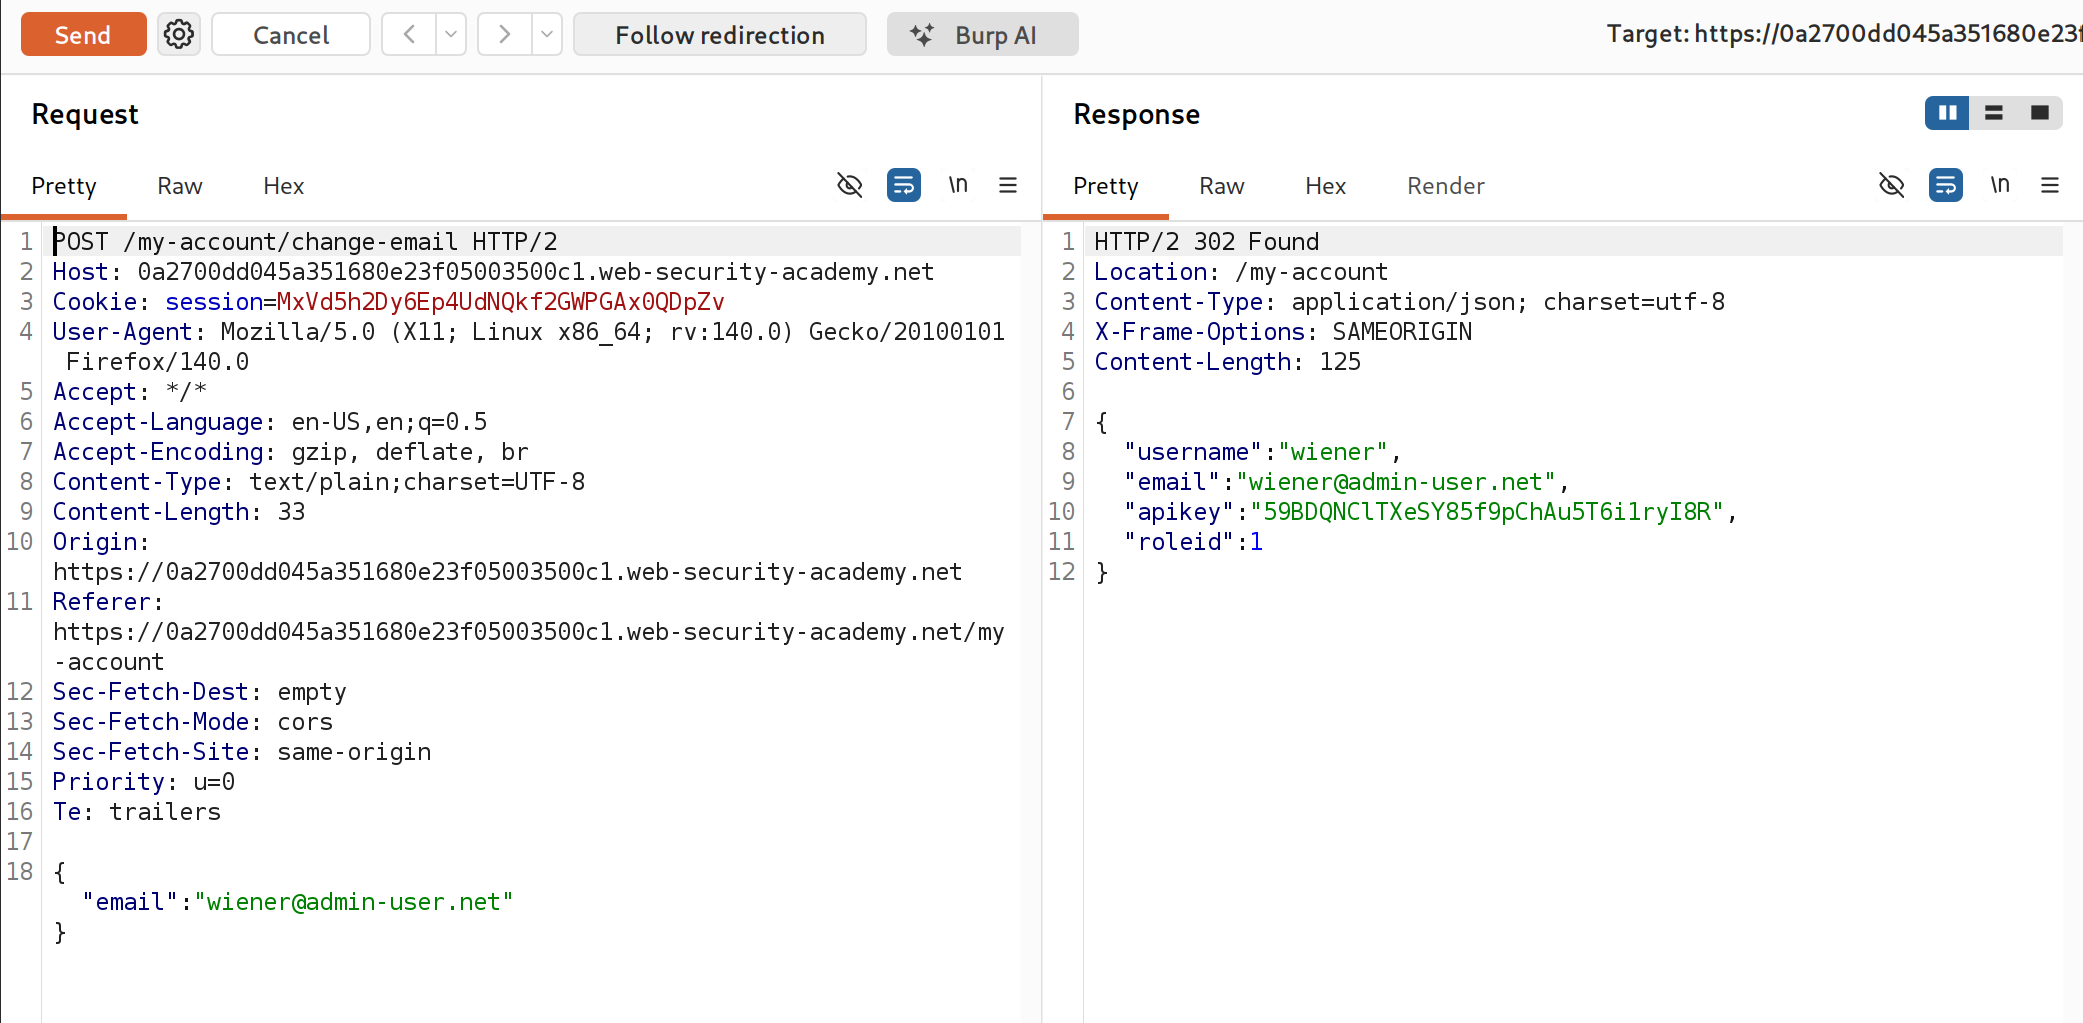 Send
Cancel
Follow redirection
Burp AI
Target: https://0a2700dd045a351680e23f
Request
Pretty
Raw
Hex
\n
1 POST /my-account/change-email HTTP/2
2 Host: 0a2700dd045a351680e23f05003500c1.web-security-academy.net
3 Cookie: session=MxVd5h2Dy6Ep4UdNQkf2GWPGAx0QDpZv
4 User-Agent: Mozilla/5.0 (X11; Linux x86_64; rv:140.0) Gecko/20100101
Firefox/140.0
5 Accept: */*
6 Accept-Language: en-US,en;q=0.5
7 Accept-Encoding: gzip, deflate, br
8 Content-Type: text/plain;charset=UTF-8
9 Content-Length: 33
10 Origin:
https://0a2700dd045a351680e23f05003500c1.web-security-academy.net
11 Referer:
https://0a2700dd045a351680e23f05003500c1.web-security-academy.net/my
-account
12 Sec-Fetch-Dest: empty
13 Sec-Fetch-Mode: cors
14 Sec-Fetch-Site: same-origin
15 Priority: u=0
16 Te: trailers
17
18 {
"email":"wiener@admin-user.net"
}
Response
Pretty
Raw
Hex
Render
\n
1 HTTP/2 302 Found
2 Location: /my-account
3 Content-Type: application/json; charset=utf-8
4 X-Frame-Options: SAMEORIGIN
5 Content-Length: 125
6
7 {
8 "username":"wiener",
9 "email":"wiener@admin-user.net",
10 "apikey":"59BDQNClTXeSY85f9pChAu5T6i1ryI8R",
11 "roleid":1
12 }